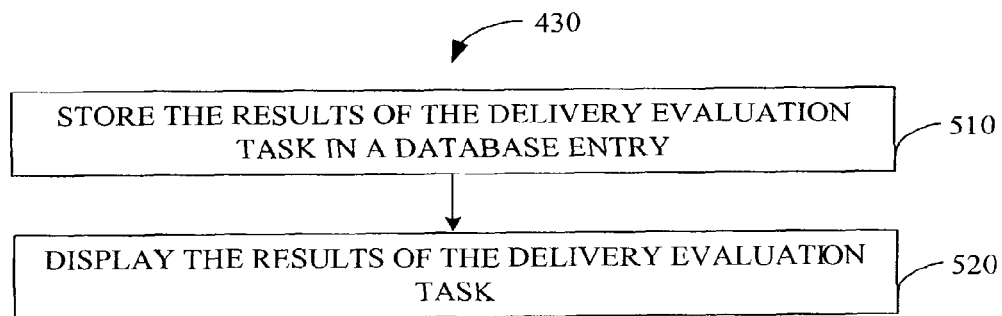 430
STORE THE RESULTS OF THE DELIVERY EVALUATION
TASK IN A DATABASE ENTRY
510
DISPLAY THE RESULTS OF THE DELIVERY EVALUATION
TASK
520